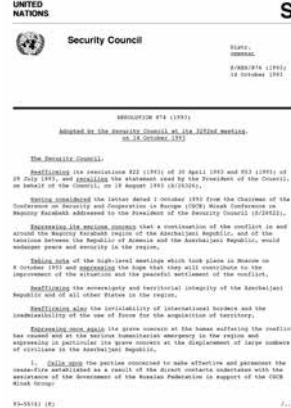 UNITED
NATIONS
S
Security Council
Distr.
GENERAL
S/RES/874 (1993)
14 October 1993
RESOLUTION 874 (1993)
Adopted by the Security Council at its 3292nd meeting,
on 14 October 1993
The Security Council,
Reaffirming its resolutions 822 (1993) of 30 April 1993 and 853 (1993) of
29 July 1993, and recalling the statement read by the President of the Council,
on behalf of the Council, on 18 August 1993 (S/26326),
Having considered the letter dated 1 October 1993 from the Chairman of the
Conference on Security and Cooperation in Europe (CSCE) Minsk Conference on
Nagorny Karabakh addressed to the President of the Security Council (S/26522),
Expressing its serious concern that a continuation of the conflict in and
around the Nagorny Karabakh region of the Azerbaijani Republic, and of the
tensions between the Republic of Armenia and the Azerbaijani Republic, would
endanger peace and security in the region,
Taking note of the high-level meetings which took place in Moscow on
8 October 1993 and expressing the hope that they will contribute to the
improvement of the situation and the peaceful settlement of the conflict,
Reaffirming the sovereignty and territorial integrity of the Azerbaijani
Republic and of all other States in the region,
Reaffirming also the inviolability of international borders and the
inadmissibility of the use of force for the acquisition of territory,
Expressing once again its grave concern at the human suffering the conflict
has caused and at the serious humanitarian emergency in the region and
expressing in particular its grave concern at the displacement of large numbers
of civilians in the Azerbaijani Republic,
1. Calls upon the parties concerned to make effective and permanent the
cease-fire established as a result of the direct contacts undertaken with the
assistance of the Government of the Russian Federation in support of the CSCE
Minsk Group;
/...